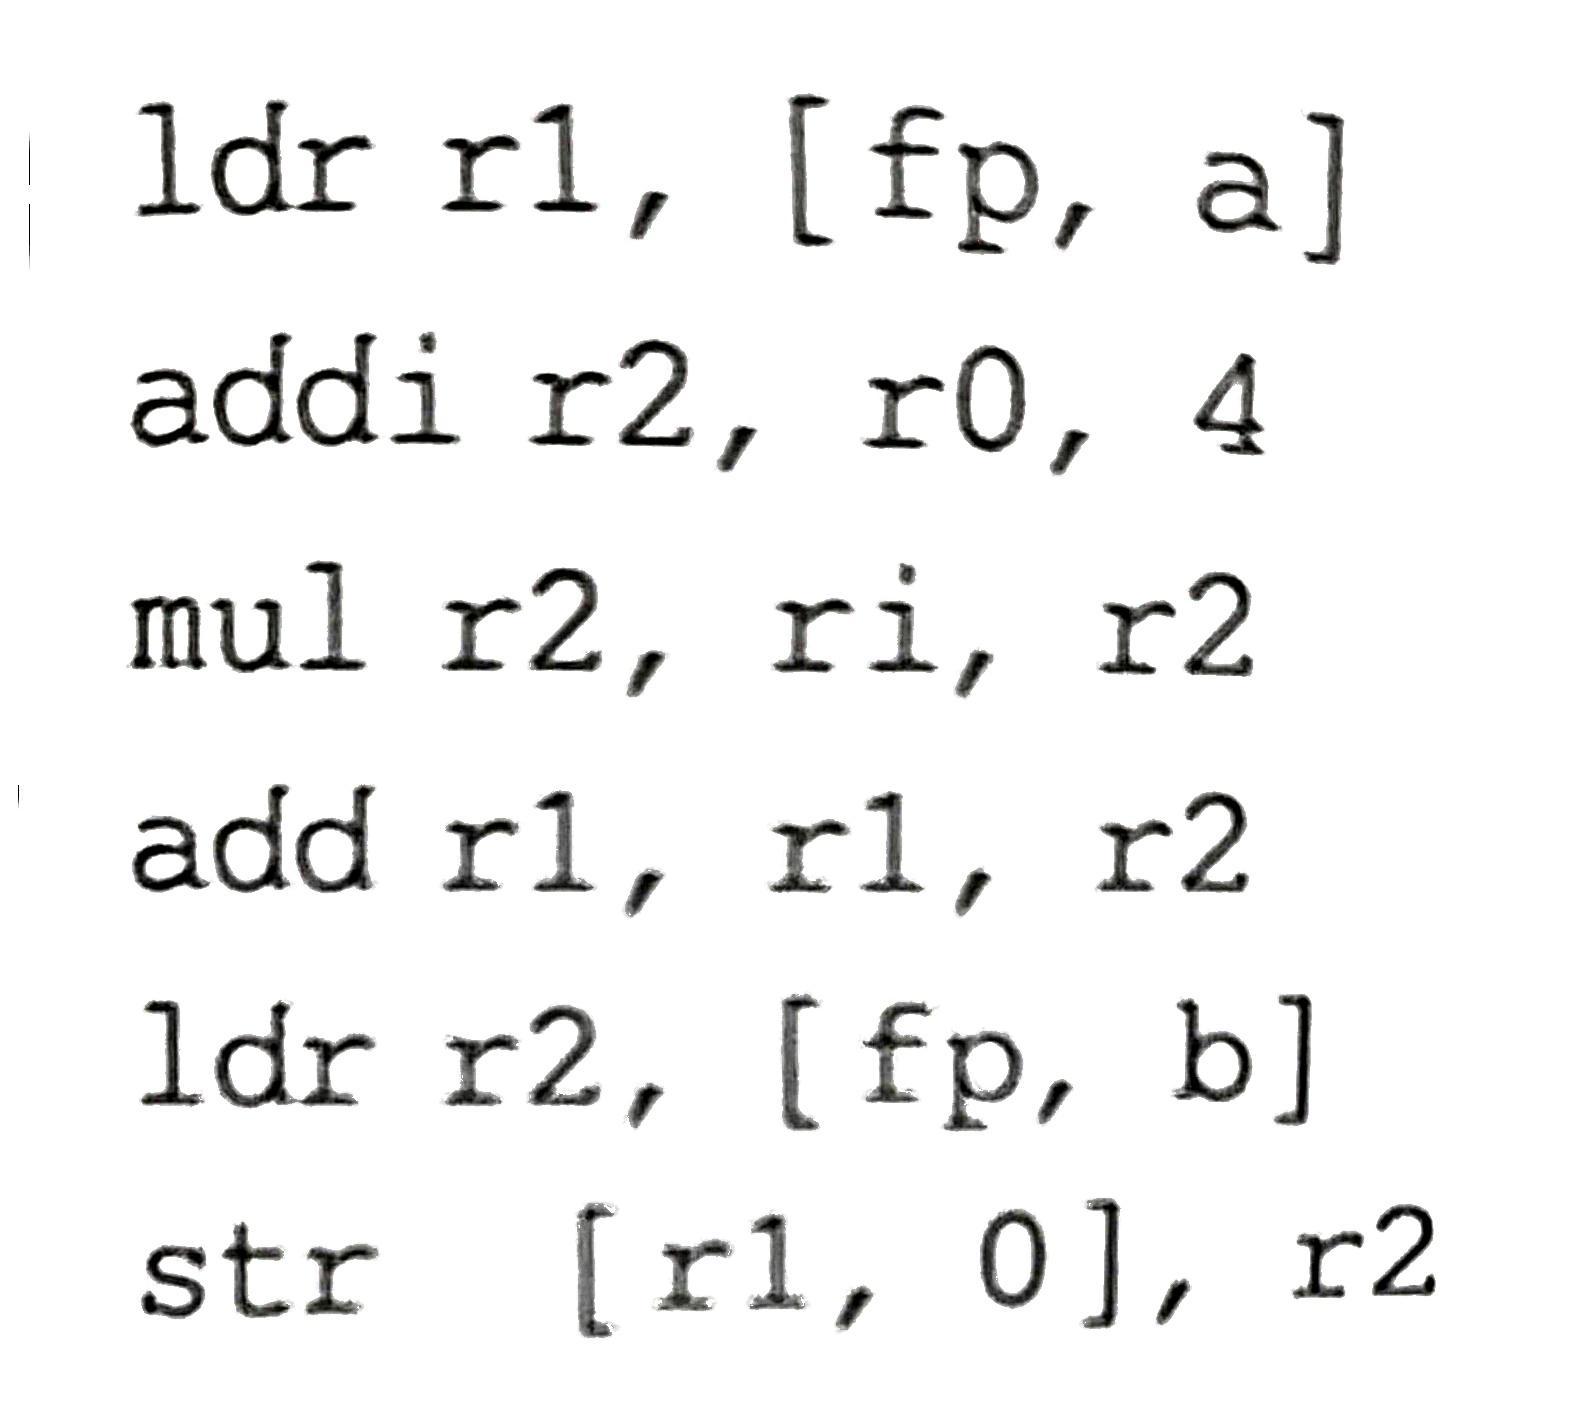 ldr r1, [fp, a]
addi r2, r0, 4
mul r2, ri, r2
add r1, r1, r2
ldr r2, [fp, b]
str [r1, 0], r2